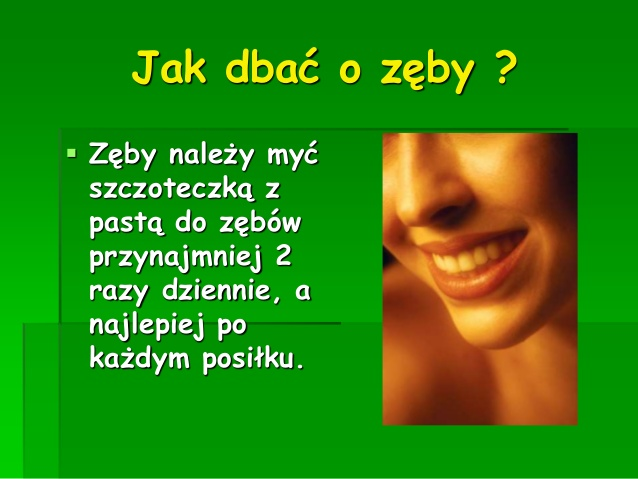 Jak dbać o zęby ?
Zęby należy myć
szczoteczką z
pastą do zębów
przynajmniej 2
razy dziennie, a
najlepiej po
każdym posiłku.